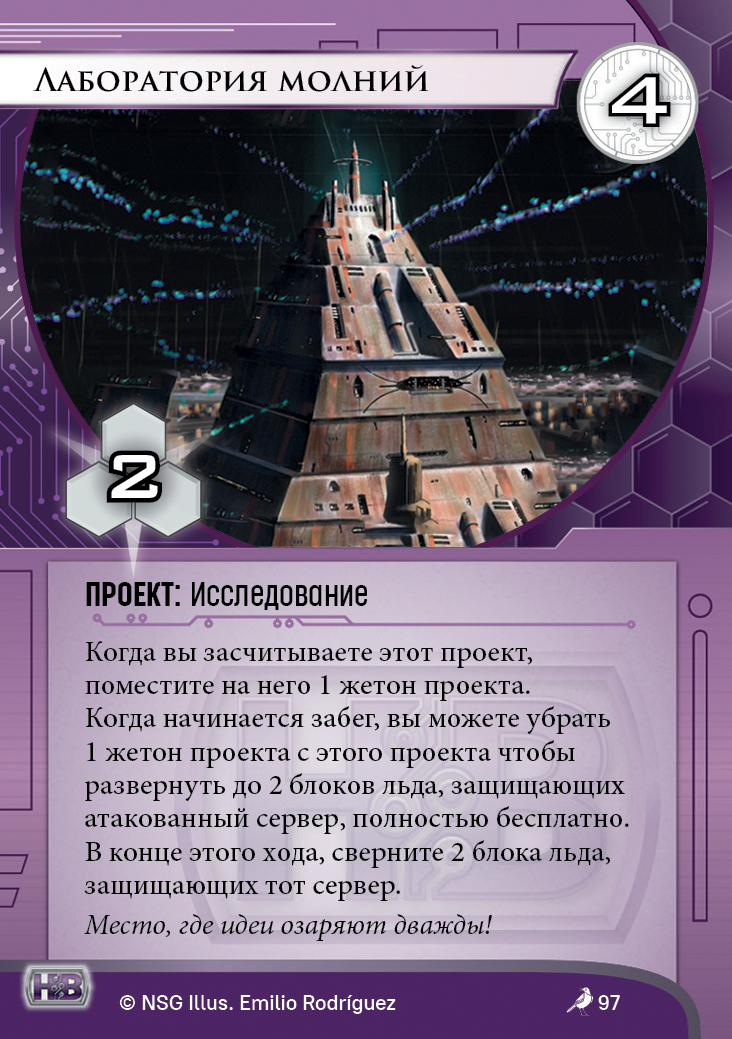 Лаборатория молний
4
2
ПРОЕКТ: Исследование
Когда вы засчитываете этот проект,
поместите на него 1 жетон проекта.
Когда начинается забег, вы можете убрать
1 жетон проекта с этого проекта чтобы
развернуть до 2 блоков льда, защищающих
атакованный сервер, полностью бесплатно.
В конце этого хода, сверните 2 блока льда,
защищающих тот сервер.
Место, где идеи озаряют дважды!
HB
© NSG Illus. Emilio Rodríguez
97